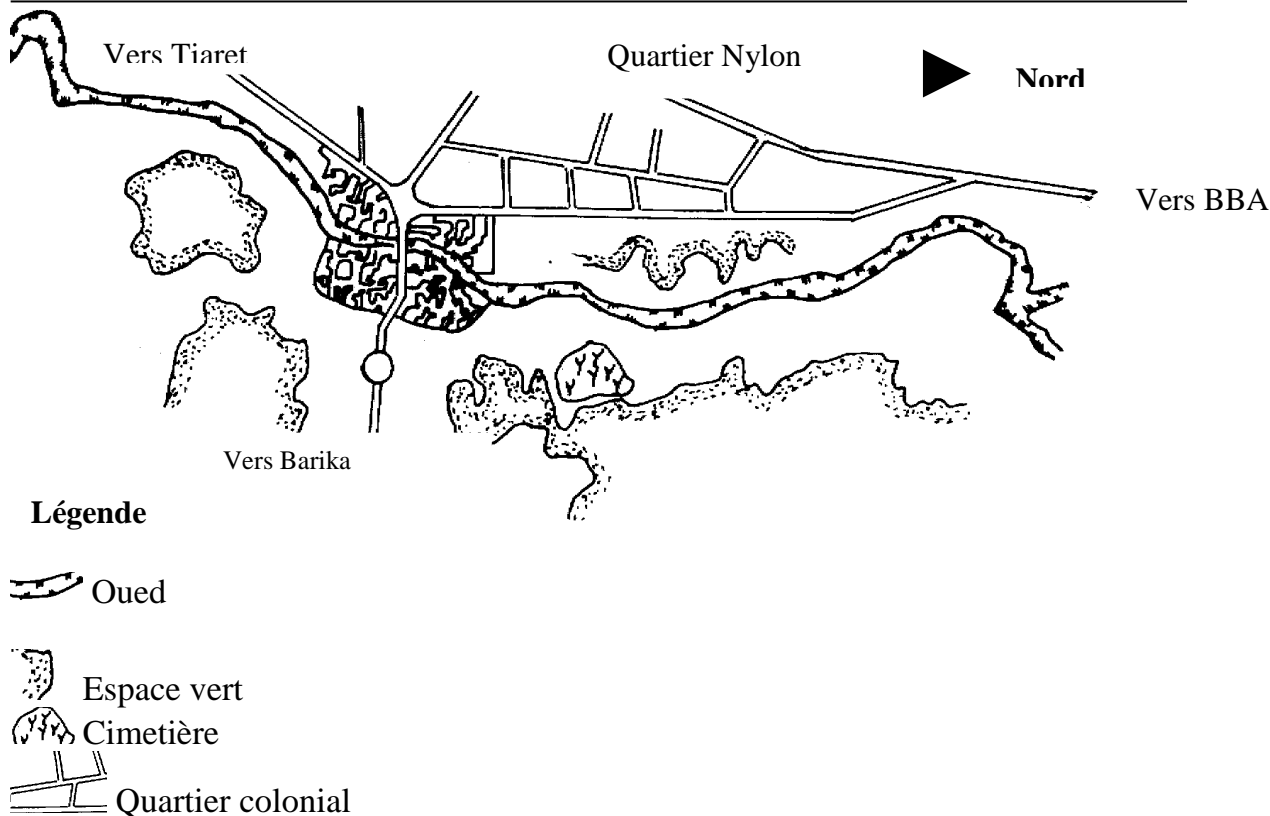 Vers Tiaret
Quartier Nylon
Nord
Vers BBA
Vers Barika
Légende
Oued
Espace vert
Cimetière
Quartier colonial